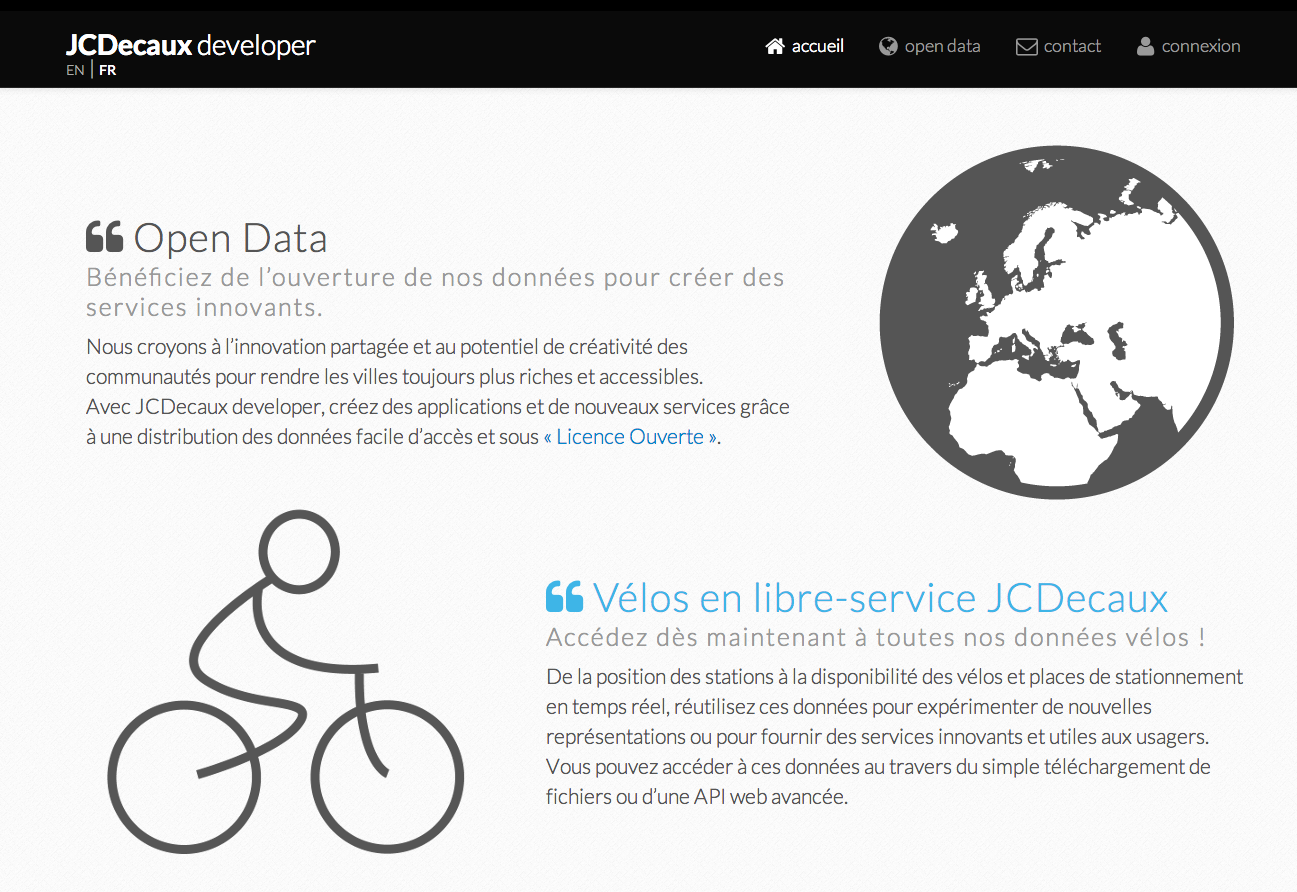 JCDecaux developer
EN | FR
accueil
open data
contact
connexion
Open Data
Bénéficiez de l’ouverture de nos données pour créer des
services innovants.
Nous croyons à l’innovation partagée et au potentiel de créativité des
communautés pour rendre les villes toujours plus riches et accessibles.
Avec JCDecaux developer, créez des applications et de nouveaux services grâce
à une distribution des données facile d’accès et sous « Licence Ouverte ».
Vélos en libre-service JCDecaux
Accédez dès maintenant à toutes nos données vélos !
De la position des stations à la disponibilité des vélos et places de stationnement
en temps réel, réutilisez ces données pour expérimenter de nouvelles
représentations ou pour fournir des services innovants et utiles aux usagers.
Vous pouvez accéder à ces données au travers du simple téléchargement de
fichiers ou d’une API web avancée.